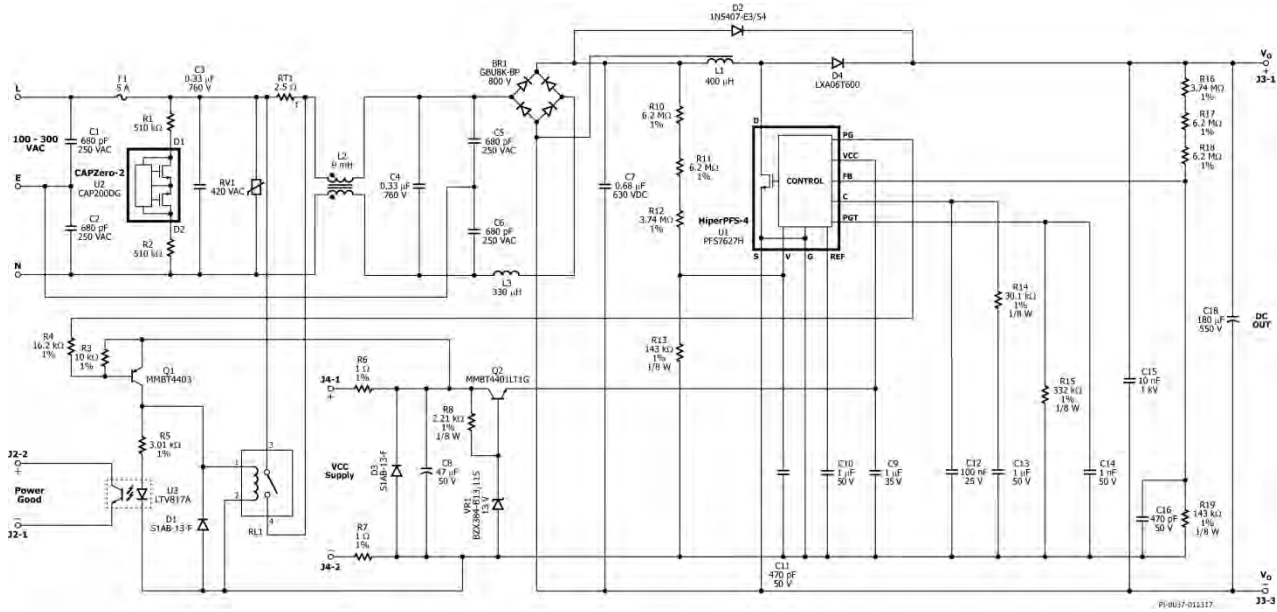 D2
1N5407-E3/54
BR1
GBU8K-BP
800 V
L1
400 µH
D4
LXA06T600
VO
+
J3-1
F1
5 A
C3
0.33 µF
760 V
RT1
2.5 Ω
t
L
100 - 300
VAC
E
N
C1
680 pF
250 VAC
C2
680 pF
250 VAC
R1
510 kΩ
D1
CAPZero-2
U2
CAP200DG
D2
R2
510 kΩ
RV1
420 VAC
L2
9 mH
C4
0.33 µF
760 V
C5
680 pF
250 VAC
C6
680 pF
250 VAC
L3
330 µH
C7
0.68 µF
630 VDC
R10
6.2 MΩ
1%
R11
6.2 MΩ
1%
R12
3.74 MΩ
1%
R13
143 kΩ
1%
1/8 W
D
CONTROL
PG
VCC
FB
C
PGT
HiperPFS-4
U1
PFS7627H
S
V
G
REF
R16
3.74 MΩ
1%
R17
6.2 MΩ
1%
R18
6.2 MΩ
1%
R14
30.1 kΩ
1%
1/8 W
R15
332 kΩ
1%
1/8 W
C15
10 nF
1 kV
C18
180 µF
550 V
DC
OUT
R4
16.2 kΩ
1%
R3
10 kΩ
1%
Q1
MMBT4403
R5
3.01 kΩ
1%
J2-2
+
Power
Good
J2-1
U3
LTV817A
D1
S1AB-13-F
1
2
3
4
RL1
J4-1
+
R6
1 Ω
1%
VCC
Supply
R7
1 Ω
1%
J4-2
D3
S1AB-13-F
C8
47 µF
50 V
R8
2.21 kΩ
1%
1/8 W
Q2
MMBT4401LT1G
VR1
BZX384-B13,115
13 V
C11
470 pF
50 V
C10
1 µF
50 V
C9
1 µF
35 V
C12
100 nF
25 V
C13
1 µF
50 V
C14
1 nF
50 V
C16
470 pF
50 V
R19
143 kΩ
1%
1/8 W
VO
J3-3
PI-8037-011317